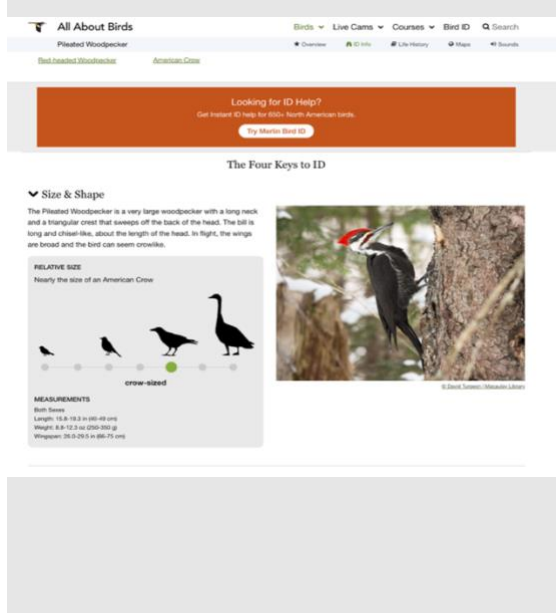 All About Birds
Birds Live Cams Courses Bird ID Search
Pileated Woodpecker
Overview ID Info Life History Maps Sounds
Red-headed Woodpecker American Crow
Looking for ID Help?
Get Instant ID help for 650+ North American birds.
Try Merlin Bird ID
The Four Keys to ID
Size & Shape
The Pileated Woodpecker is a very large woodpecker with a long neck
and a triangular crest that sweeps off the back of the head. The bill is
long and chisel-like, about the length of the head. In flight, the wings
are broad and the bird can seem crowlike.
RELATIVE SIZE
Nearly the size of an American Crow
crow-sized
MEASUREMENTS
Both Sexes
Length: 15.8-19.3 in (40-49 cm)
Weight: 8.8-12.3 oz (250-350 g)
Wingspan: 26.0-29.5 in (66-75 cm)
© David Turgeon | Macaulay Library